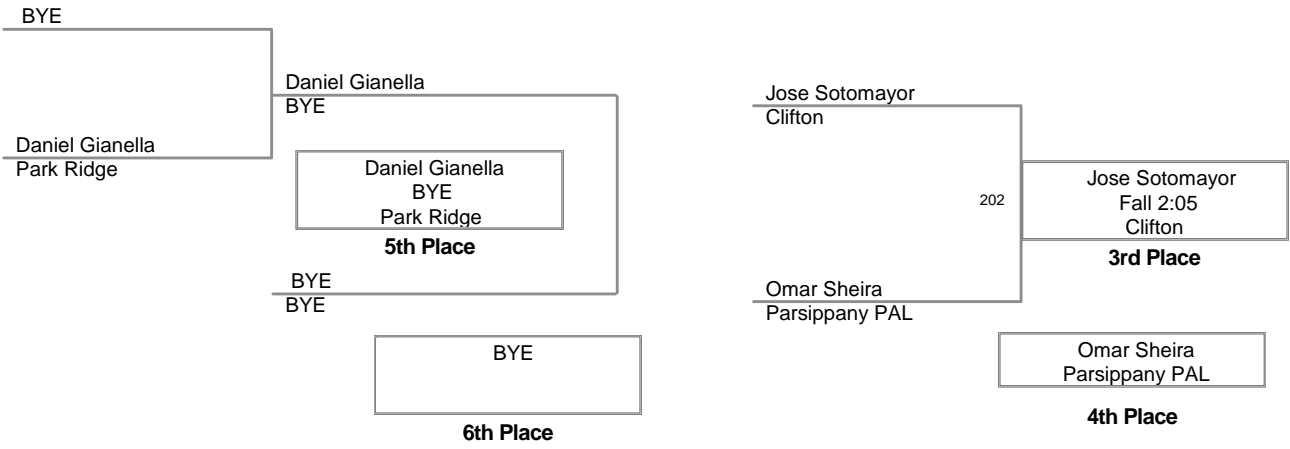 BYE
Daniel Gianella
Park Ridge
Daniel Gianella
BYE
Daniel Gianella
BYE
Park Ridge
5th Place
BYE
BYE
BYE
6th Place
Jose Sotomayor
Clifton
202
Omar Sheira
Parsippany PAL
Jose Sotomayor
Fall 2:05
Clifton
3rd Place
Omar Sheira
Parsippany PAL
4th Place